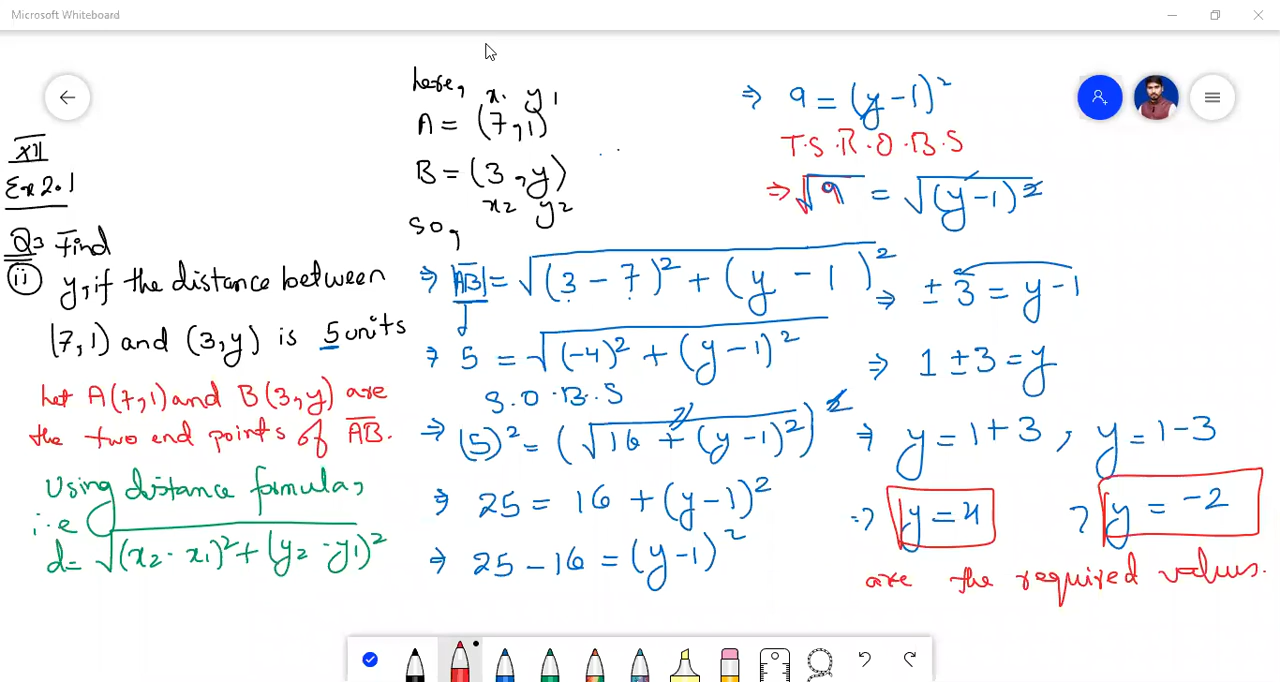 Microsoft Whiteboard
XII
Ex 2.1
Q3 Find
(ii) y, if the distance between
(7,1) and (3,y) is 5 units
Let A(7,1) and B(3,y) are
the two end points of A̅B̅.
Using distance formula,
i.e
d= √(x₂-x₁)²+(y₂-y₁)²
here,
x. y₁
A = (7,1)
B = (3,y)
x₂ y₂
So,
⇒ |A̅B̅| = √(3-7)²+(y-1)²
⇒ 5 = √(-4)²+(y-1)²
S.O.B.S
⇒ (5)² = (√16+(y-1)²)²
⇒ 25 = 16 + (y-1)²
⇒ 25 - 16 = (y-1)²
⇒ 9 = (y-1)²
T.S.R.O.B.S
⇒ √9 = √(y-1)²
⇒ ± 3 = y-1
⇒ 1 ± 3 = y
⇒ y = 1+3, y = 1-3
⇒ y = 4, y = -2
are the required values.